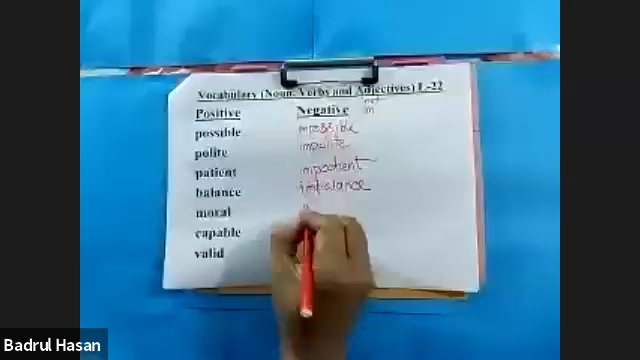 Vocabulary (Noun, Verbs and Adjectives) L-22
Positive Negative not
possible impossible
polite impolite
patient impatient
balance imbalance
moral
capable
valid
Badrul Hasan